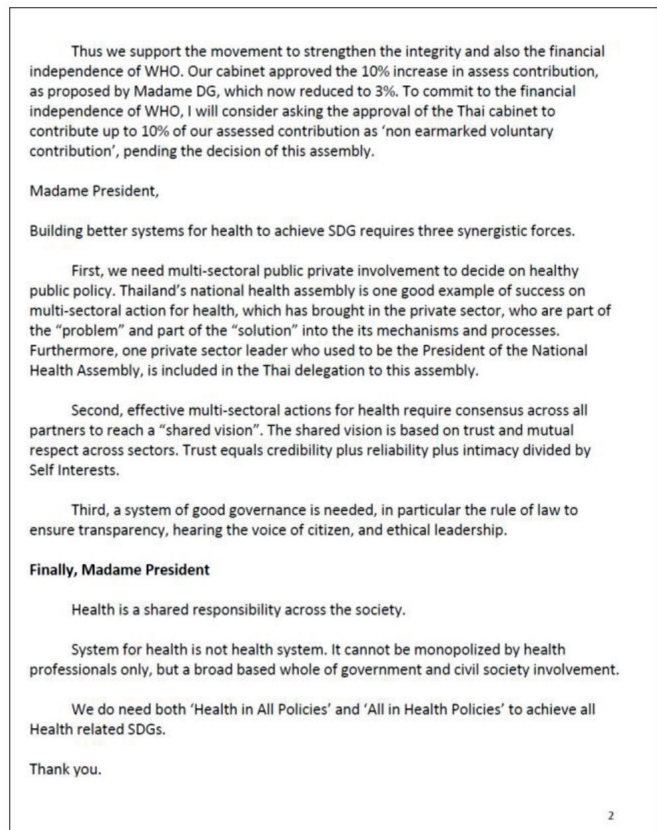 Thus we support the movement to strengthen the integrity and also the financial
independence of WHO. Our cabinet approved the 10% increase in assess contribution,
as proposed by Madame DG, which now reduced to 3%. To commit to the financial
independence of WHO, I will consider asking the approval of the Thai cabinet to
contribute up to 10% of our assessed contribution as ‘non earmarked voluntary
contribution’, pending the decision of this assembly.
Madame President,
Building better systems for health to achieve SDG requires three synergistic forces.
First, we need multi-sectoral public private involvement to decide on healthy
public policy. Thailand’s national health assembly is one good example of success on
multi-sectoral action for health, which has brought in the private sector, who are part of
the “problem” and part of the “solution” into the its mechanisms and processes.
Furthermore, one private sector leader who used to be the President of the National
Health Assembly, is included in the Thai delegation to this assembly.
Second, effective multi-sectoral actions for health require consensus across all
partners to reach a “shared vision”. The shared vision is based on trust and mutual
respect across sectors. Trust equals credibility plus reliability plus intimacy divided by
Self Interests.
Third, a system of good governance is needed, in particular the rule of law to
ensure transparency, hearing the voice of citizen, and ethical leadership.
Finally, Madame President
Health is a shared responsibility across the society.
System for health is not health system. It cannot be monopolized by health
professionals only, but a broad based whole of government and civil society involvement.
We do need both ‘Health in All Policies’ and ‘All in Health Policies’ to achieve all
Health related SDGs.
Thank you.
2